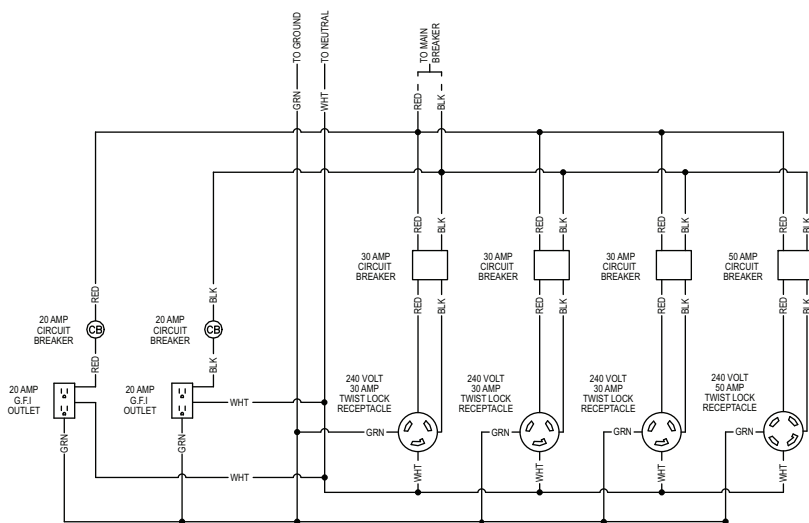 TO GROUND
TO NEUTRAL
TO MAIN
BREAKER
GRN
WHT
RED
BLK
RED
BLK
RED
BLK
RED
BLK
RED
BLK
30 AMP
CIRCUIT
BREAKER
30 AMP
CIRCUIT
BREAKER
30 AMP
CIRCUIT
BREAKER
50 AMP
CIRCUIT
BREAKER
RED
BLK
RED
BLK
RED
BLK
RED
BLK
RED
BLK
20 AMP
CIRCUIT
BREAKER
CB
20 AMP
CIRCUIT
BREAKER
CB
RED
BLK
20 AMP
G.F.I
OUTLET
20 AMP
G.F.I
OUTLET
240 VOLT
30 AMP
TWIST LOCK
RECEPTACLE
240 VOLT
30 AMP
TWIST LOCK
RECEPTACLE
240 VOLT
30 AMP
TWIST LOCK
RECEPTACLE
240 VOLT
50 AMP
TWIST LOCK
RECEPTACLE
WHT
GRN
GRN
GRN
GRN
GRN
GRN
WHT
WHT
WHT
WHT
WHT